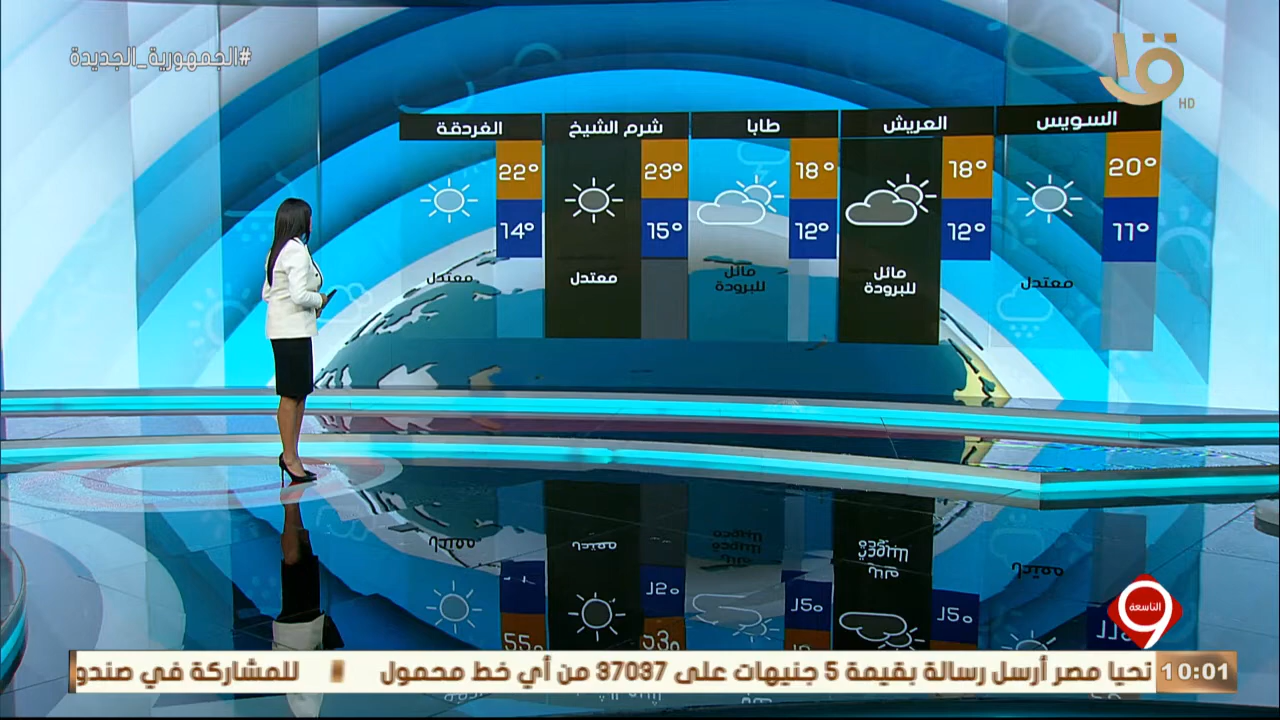 #الجمهورية_الجديدة
HD
السويس
20°
11°
معتدل
العريش
18°
12°
مائل
للبرودة
طابا
18°
12°
مائل
للبرودة
شرم الشيخ
23°
15°
معتدل
الغردقة
22°
14°
معتدل
التاسعة
9
10:01
تحيا مصر أرسل رسالة بقيمة 5 جنيهات على 37037 من أي خط محمول
للمشاركة في صندو